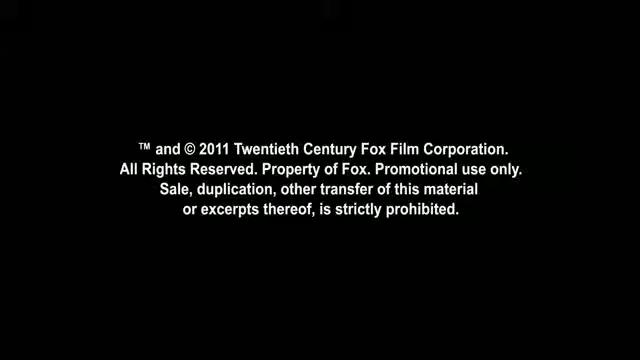 ™ and © 2011 Twentieth Century Fox Film Corporation.
All Rights Reserved. Property of Fox. Promotional use only.
Sale, duplication, other transfer of this material
or excerpts thereof, is strictly prohibited.